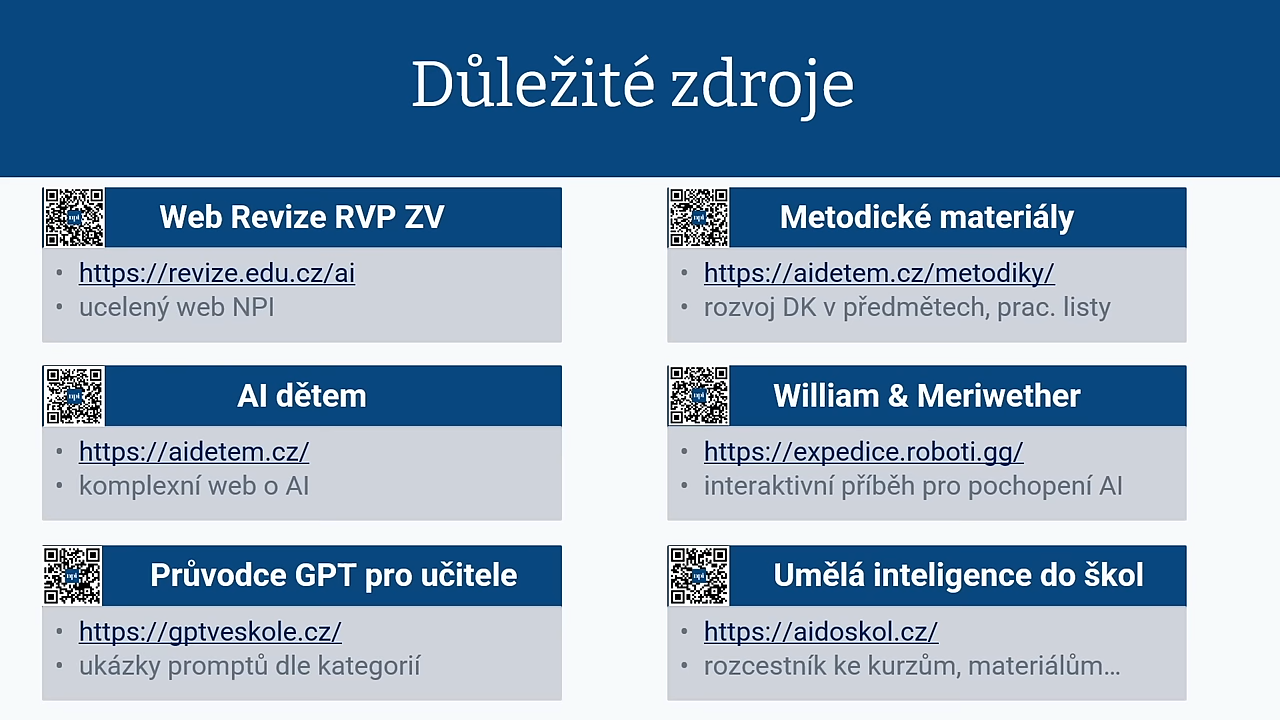 Důležité zdroje
Web Revize RVP ZV
• https://revize.edu.cz/ai
• ucelený web NPI
Metodické materiály
• https://aidetem.cz/metodiky/
• rozvoj DK v předmětech, prac. listy
AI dětem
• https://aidetem.cz/
• komplexní web o AI
William & Meriwether
• https://expedice.roboti.gg/
• interaktivní příběh pro pochopení AI
Průvodce GPT pro učitele
• https://gptveskole.cz/
• ukázky promptů dle kategorií
Umělá inteligence do škol
• https://aidoskol.cz/
• rozcestník ke kurzům, materiálům…